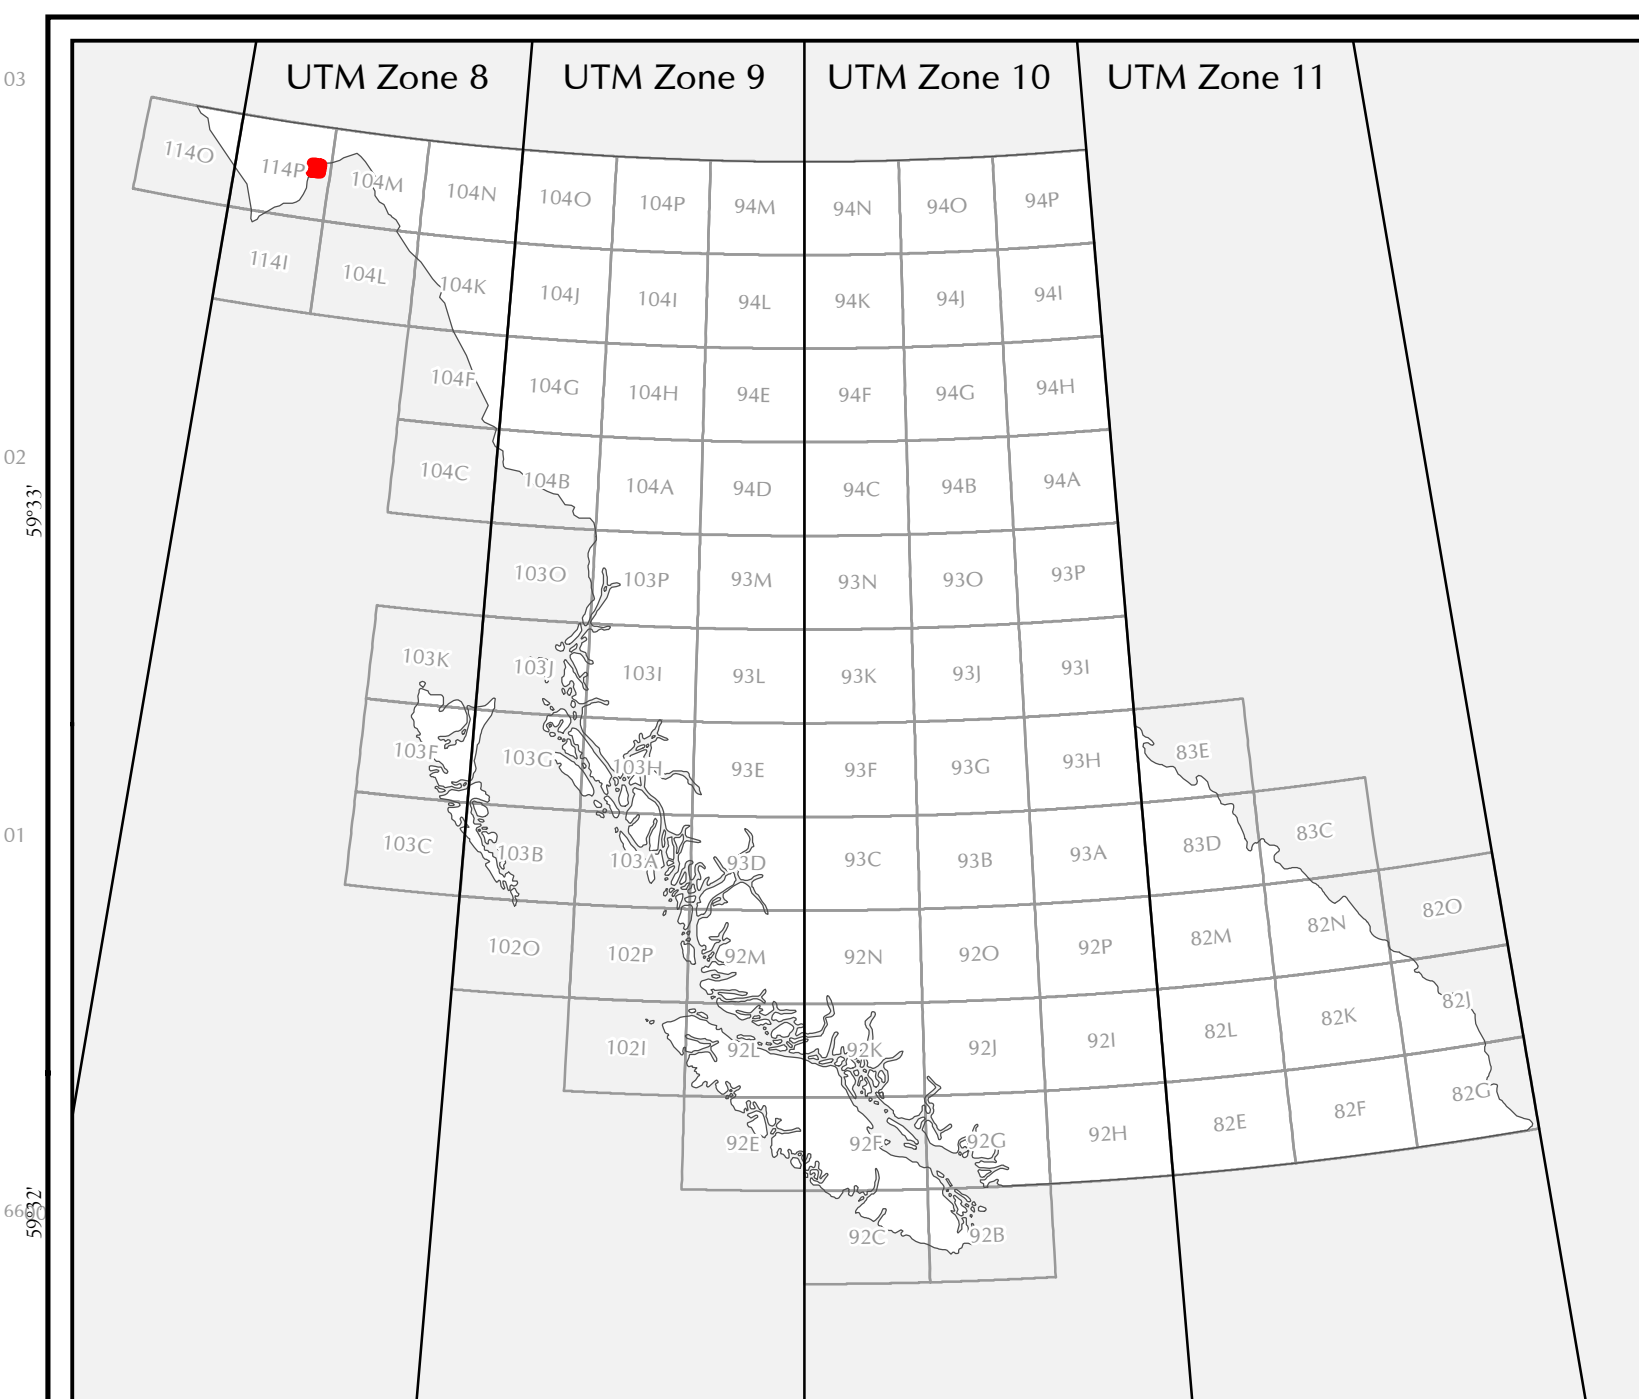 UTM Zone 8 UTM Zone 9 UTM Zone 10 UTM Zone 11
03
114O 114P 104M 104N 104O 104P 94M 94N 94O 94P
114I 104L 104K 104J 104I 94L 94K 94J 94I
104F 104G 104H 94E 94F 94G 94H
02
104C 104B 104A 94D 94C 94B 94A
59°33'
103O 103P 93M 93N 93O 93P
103K 103J 103I 93L 93K 93J 93I
103F 103G 103H 93E 93F 93G 93H 83E
01
103C 103B 103A 93D 93C 93B 93A 83D 83C
102O 102P 92M 92N 92O 92P 82M 82N 82O
102I 92L 92K 92J 92I 82L 82K 82J
92E 92F 92G 92H 82E 82F 82G
59°32'
92C 92B